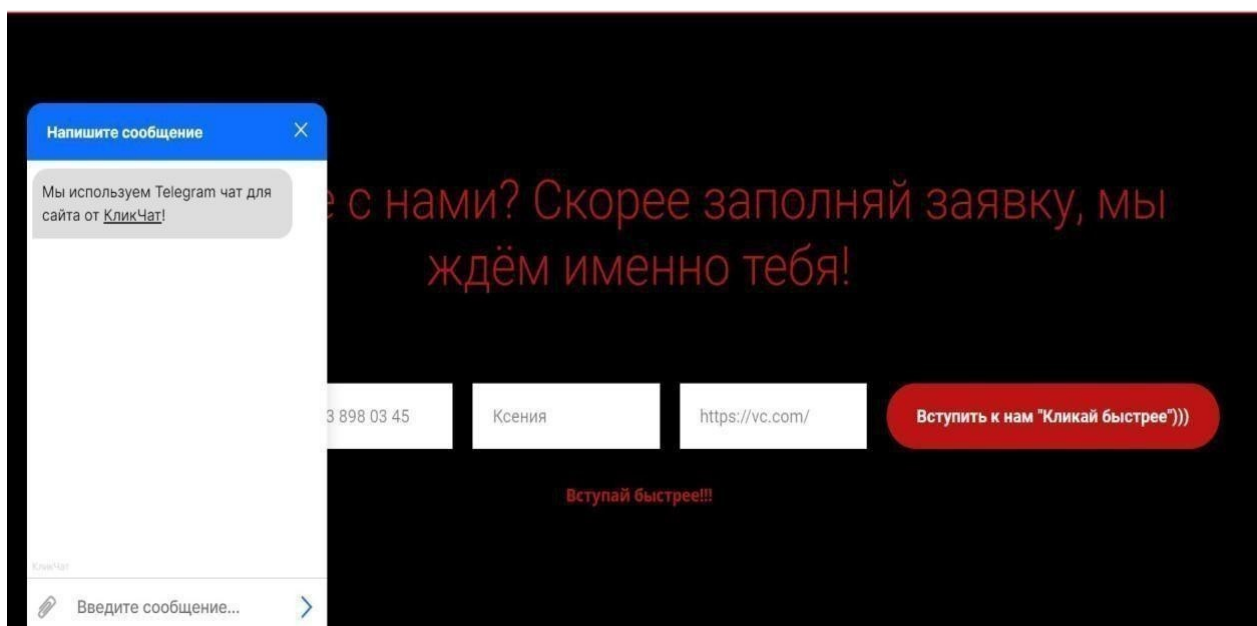 Напишите сообщение
Мы используем Telegram чат для
сайта от КликЧат!
с нами? Скорее заполняй заявку, мы
ждём именно тебя!
3 898 03 45
Ксения
https://vc.com/
Вступить к нам "Кликай быстрее")))
Вступай быстрее!!!
КликЧат
Введите сообщение...